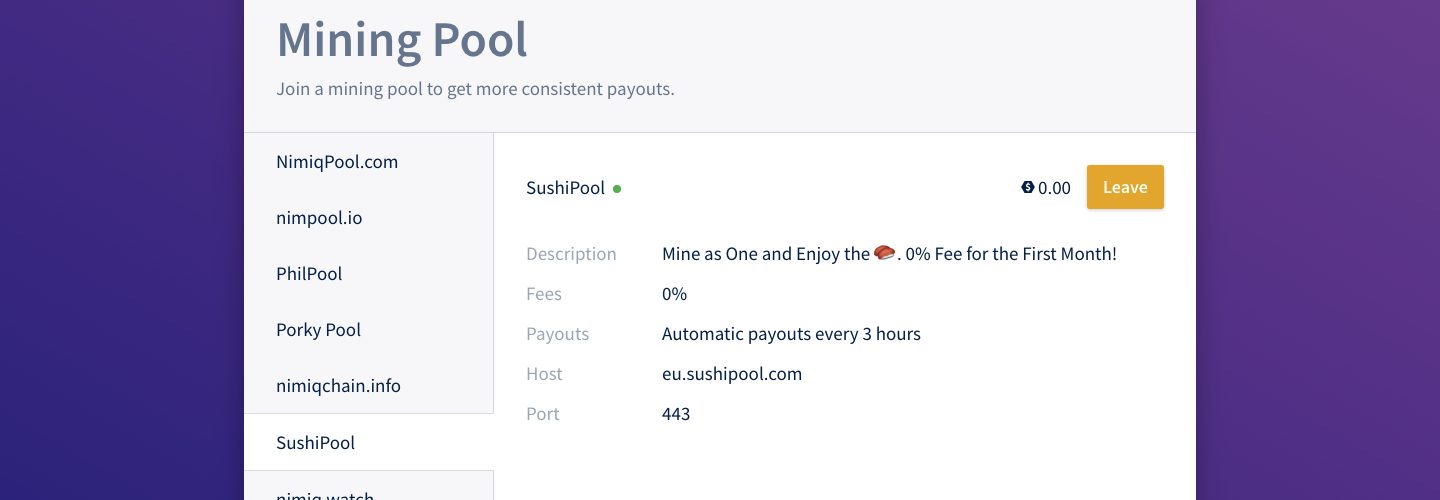 Mining Pool
Join a mining pool to get more consistent payouts.
NimiqPool.com
nimpool.io
PhilPool
Porky Pool
nimiqchain.info
SushiPool
nimiq.watch
SushiPool
0.00
Leave
Description Mine as One and Enjoy the 🍣. 0% Fee for the First Month!
Fees 0%
Payouts Automatic payouts every 3 hours
Host eu.sushipool.com
Port 443